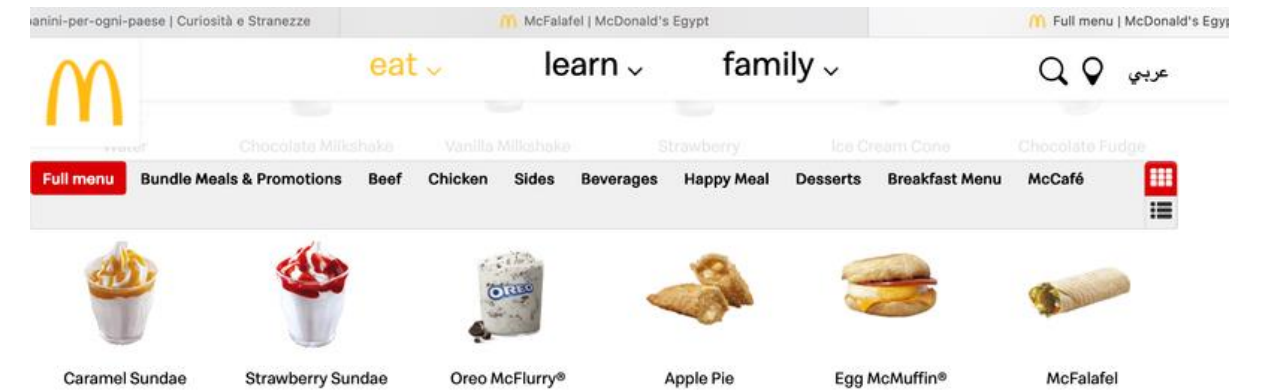 anini-per-ogni-paese | Curiosità e Stranezze McFalafel | McDonald's Egypt Full menu | McDonald's Egyp
eat learn family عربي
Water Chocolate Milkshake Vanilla Milkshake Strawberry Ice Cream Cone Chocolate Fudge
Full menu Bundle Meals & Promotions Beef Chicken Sides Beverages Happy Meal Desserts Breakfast Menu McCafé
OREO
Caramel Sundae Strawberry Sundae Oreo McFlurry® Apple Pie Egg McMuffin® McFalafel